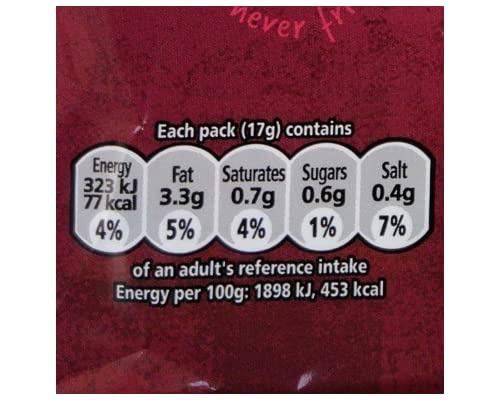 never
Each pack (17g) contains
Energy Fat Saturates Sugars Salt
323 kJ 77 kcal 3.3g 0.7g 0.6g 0.4g
4% 5% 4% 1% 7%
of an adult's reference intake
Energy per 100g: 1898 kJ, 453 kcal